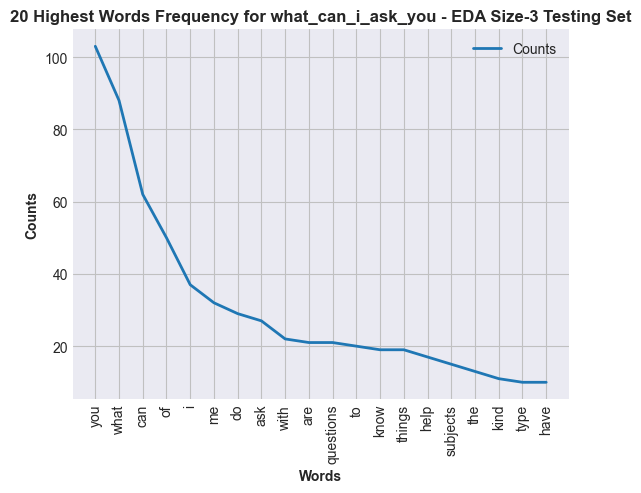 20 Highest Words Frequency for what_can_i_ask_you - EDA Size-3 Testing Set
Counts
100
80
60
40
20
Counts
you
what
can
of
i
me
do
ask
with
are
questions
to
know
things
help
subjects
the
kind
type
have
Words